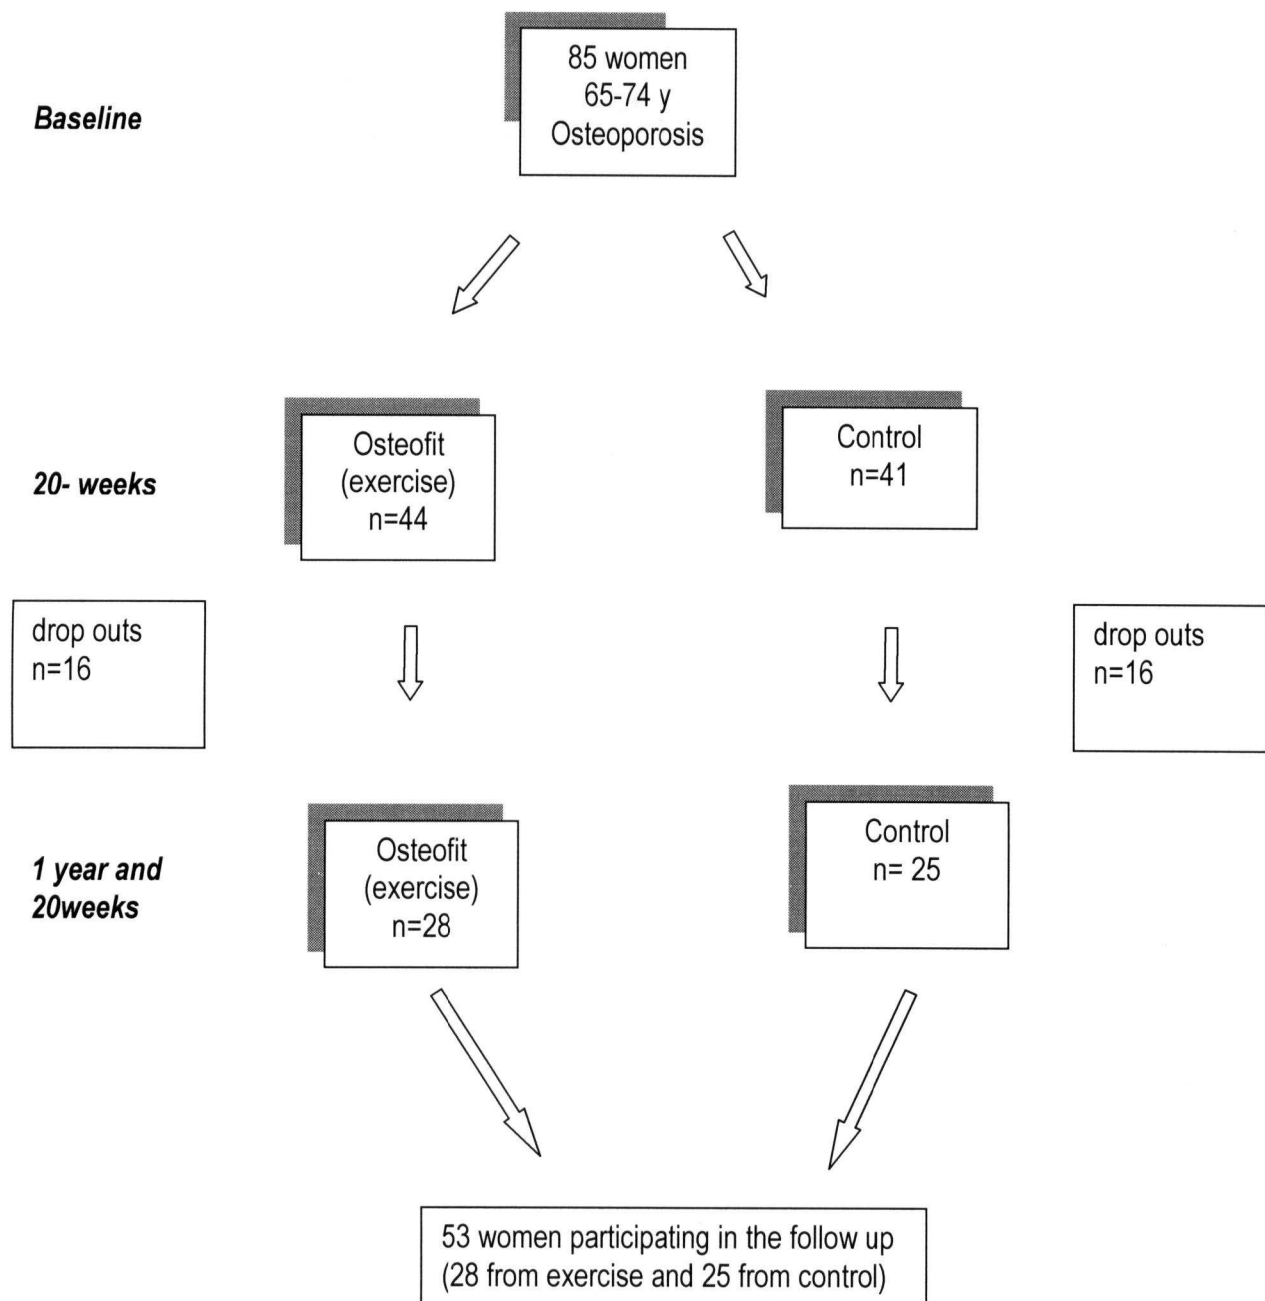 85 women
65-74 y
Osteoporosis
Baseline
Osteofit
(exercise)
n=44
Control
n=41
20- weeks
drop outs
n=16
drop outs
n=16
Osteofit
(exercise)
n=28
Control
n= 25
1 year and
20weeks
53 women participating in the follow up
(28 from exercise and 25 from control)